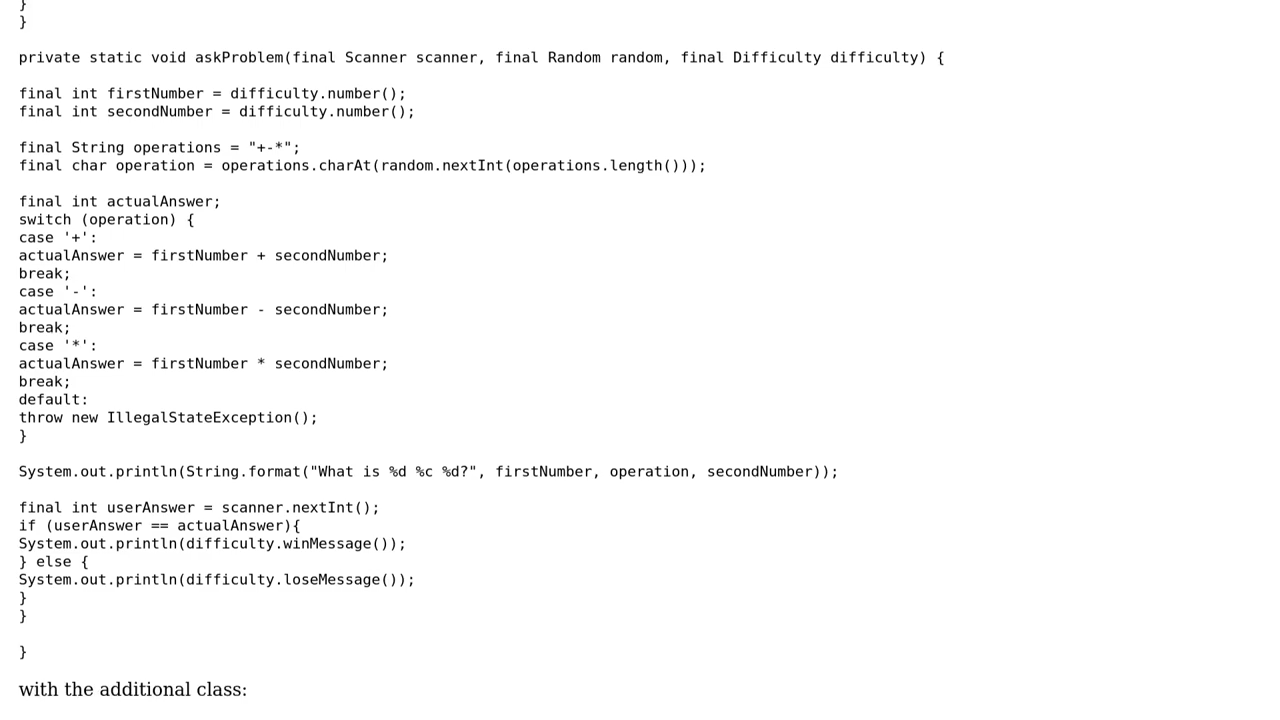 }
}
private static void askProblem(final Scanner scanner, final Random random, final Difficulty difficulty) {
final int firstNumber = difficulty.number();
final int secondNumber = difficulty.number();
final String operations = "+-*";
final char operation = operations.charAt(random.nextInt(operations.length()));
final int actualAnswer;
switch (operation) {
case '+':
actualAnswer = firstNumber + secondNumber;
break;
case '-':
actualAnswer = firstNumber - secondNumber;
break;
case '*':
actualAnswer = firstNumber * secondNumber;
break;
default:
throw new IllegalStateException();
}
System.out.println(String.format("What is %d %c %d?", firstNumber, operation, secondNumber));
final int userAnswer = scanner.nextInt();
if (userAnswer == actualAnswer){
System.out.println(difficulty.winMessage());
} else {
System.out.println(difficulty.loseMessage());
}
}
}
with the additional class: